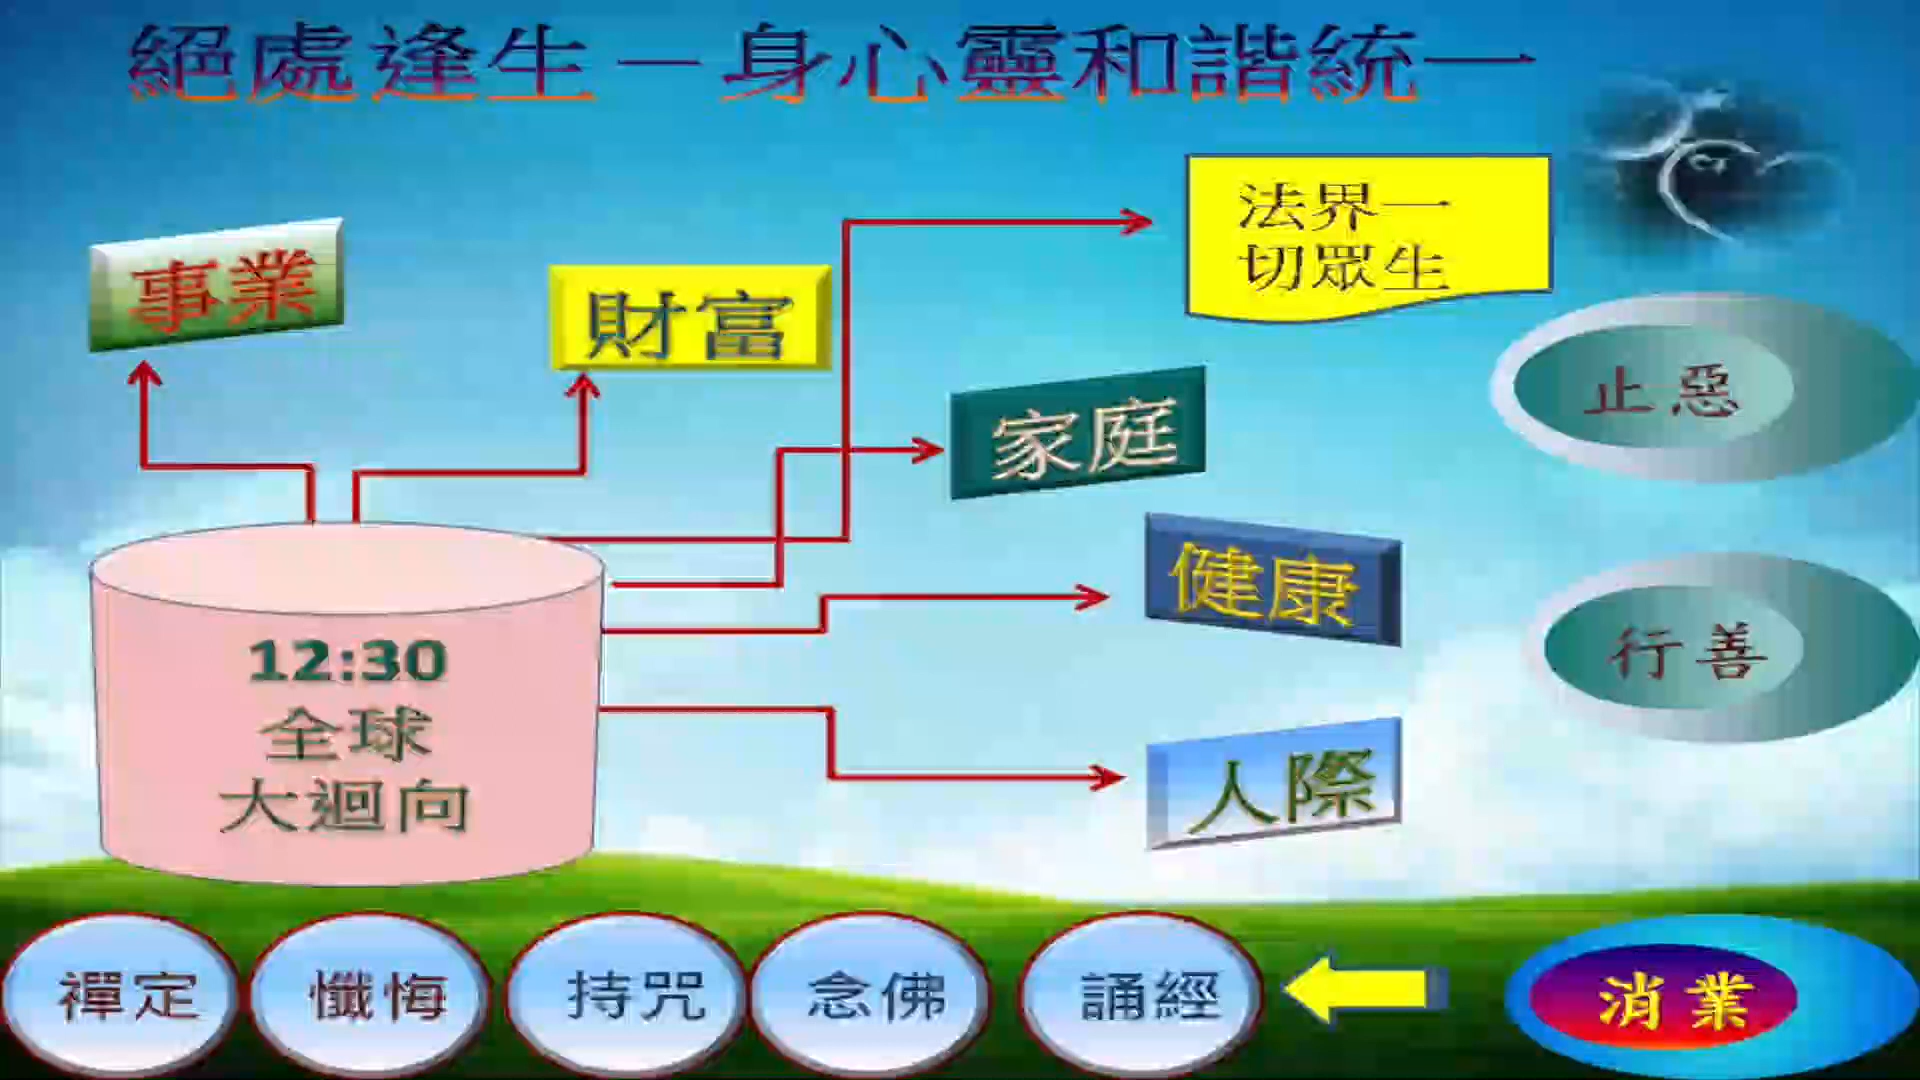 絕處逢生－身心靈和諧統一
法界一
切眾生
事業
財富
家庭
止惡
健康
行善
12:30
全球
大迴向
人際
禪定
懺悔
持咒
念佛
誦經
消業